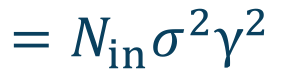 = N_in σ²γ²